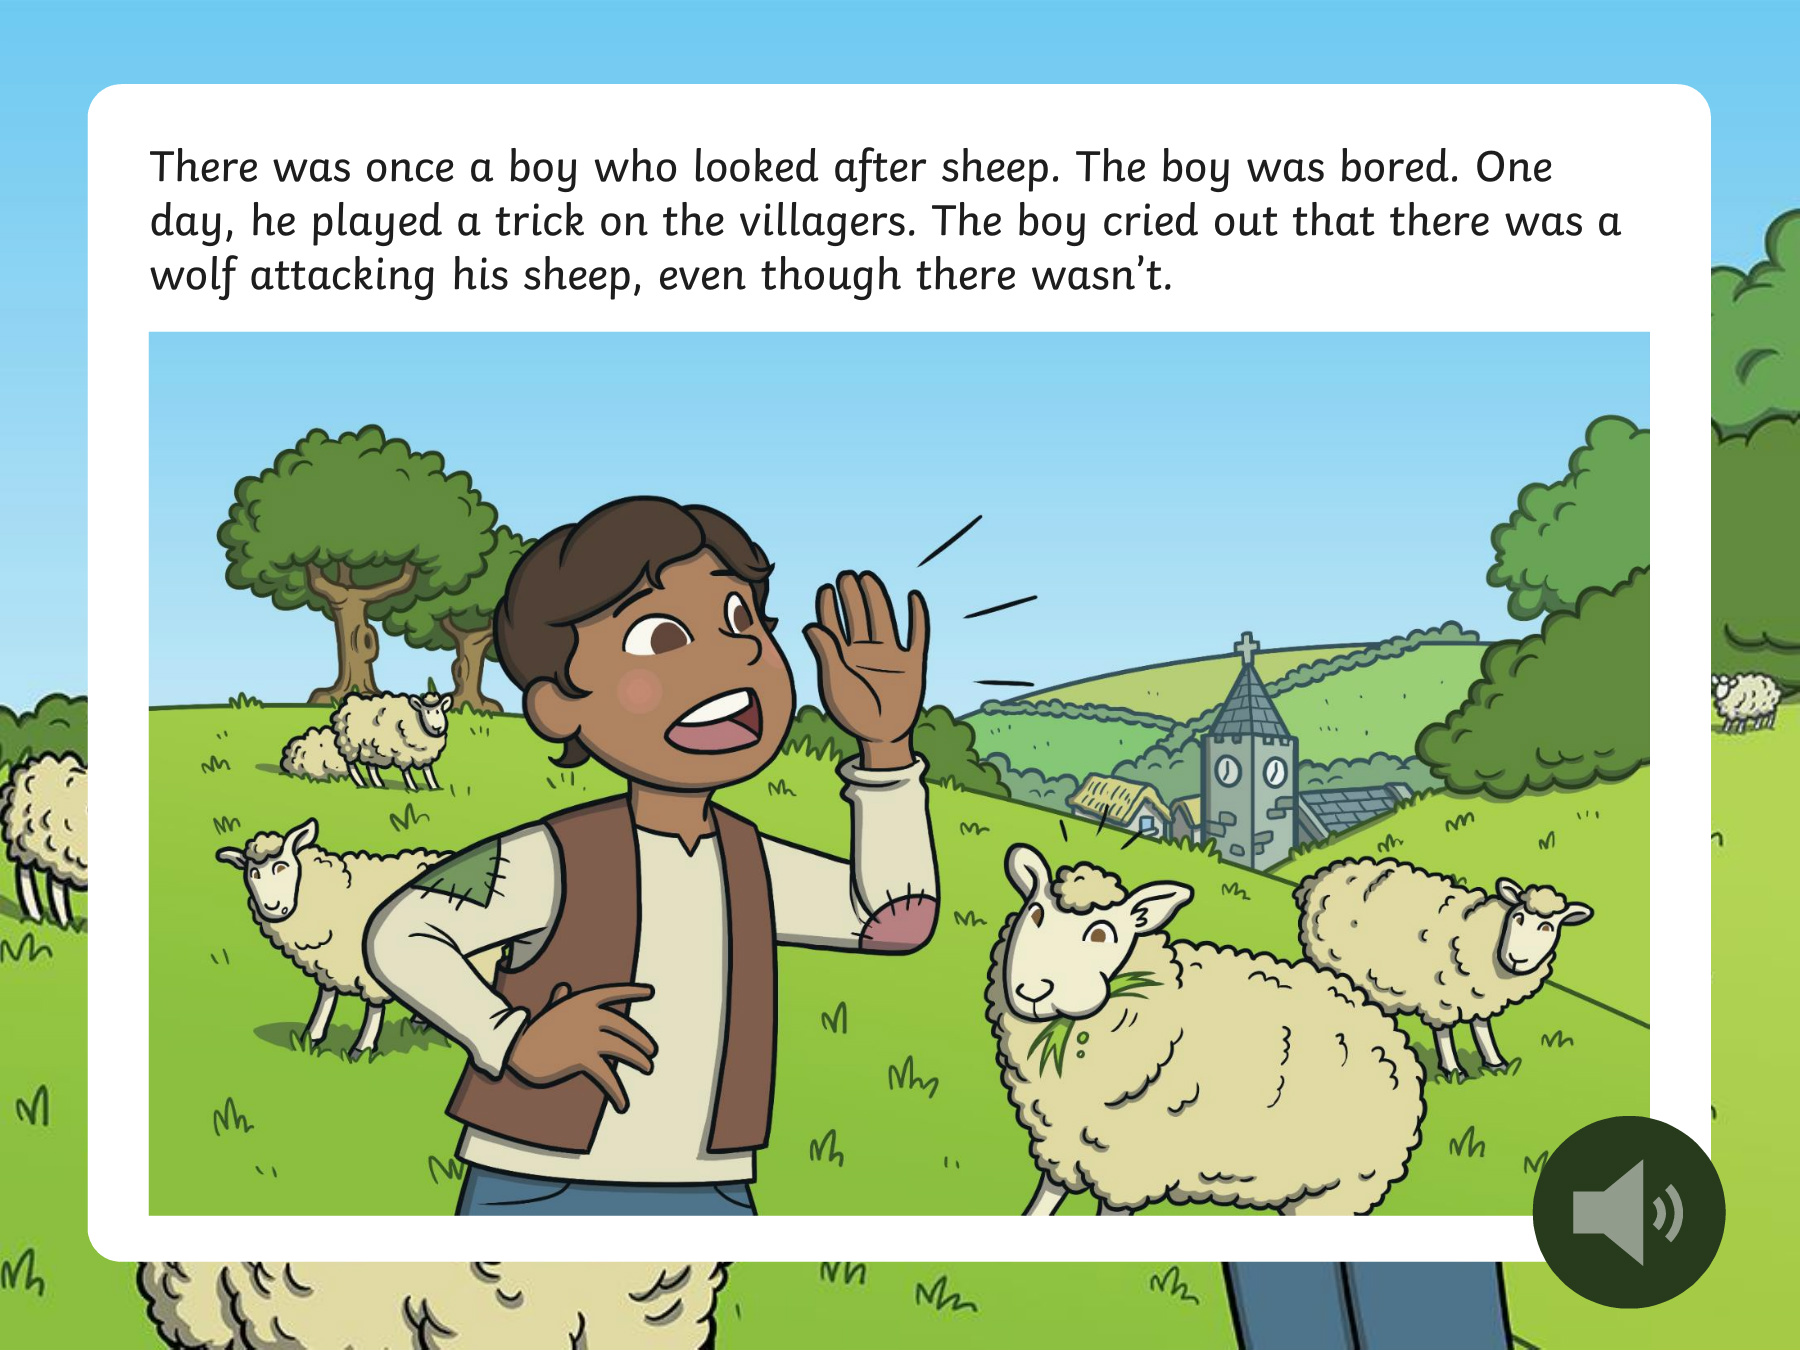 There was once a boy who looked after sheep. The boy was bored. One
day, he played a trick on the villagers. The boy cried out that there was a
wolf attacking his sheep, even though there wasn’t.